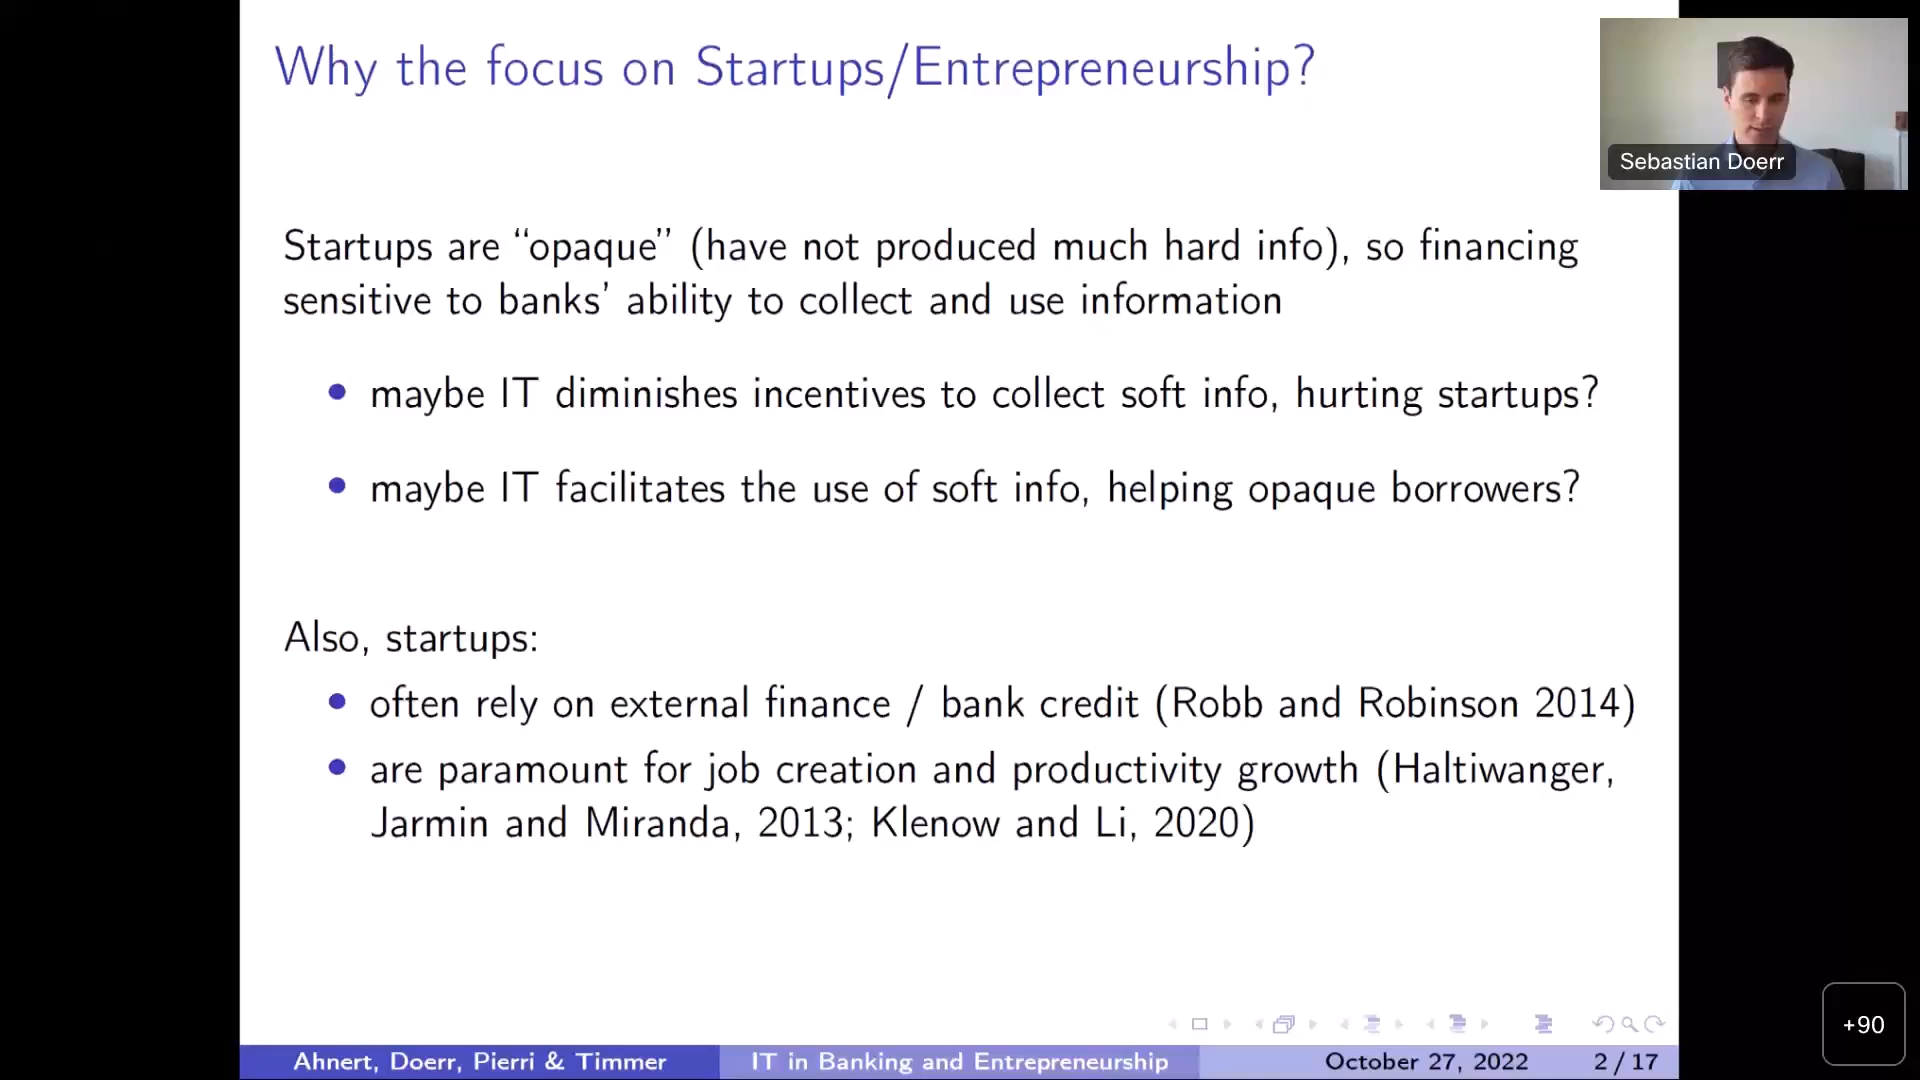 Why the focus on Startups/Entrepreneurship?
Sebastian Doerr
Startups are “opaque” (have not produced much hard info), so financing
sensitive to banks’ ability to collect and use information
maybe IT diminishes incentives to collect soft info, hurting startups?
maybe IT facilitates the use of soft info, helping opaque borrowers?
Also, startups:
often rely on external finance / bank credit (Robb and Robinson 2014)
are paramount for job creation and productivity growth (Haltiwanger,
Jarmin and Miranda, 2013; Klenow and Li, 2020)
+90
Ahnert, Doerr, Pierri & Timmer IT in Banking and Entrepreneurship October 27, 2022 2 / 17